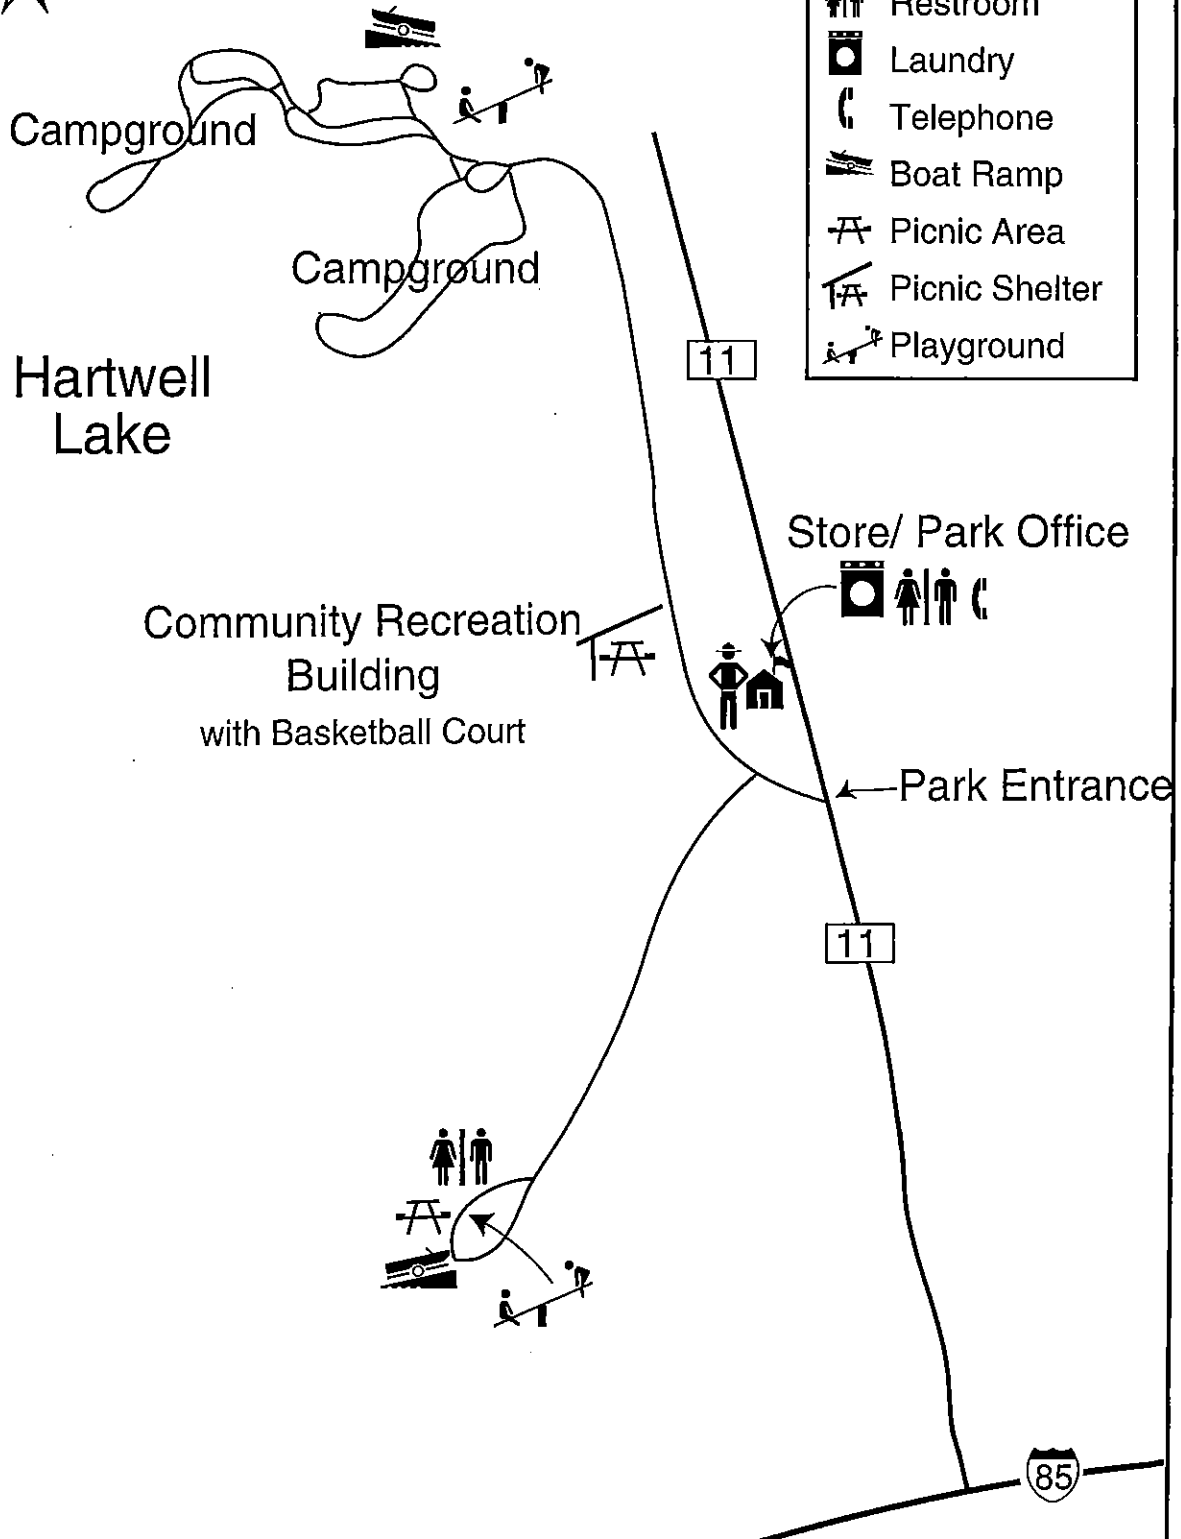 Restroom
Laundry
Telephone
Boat Ramp
Picnic Area
Picnic Shelter
Playground
Campground
Campground
Hartwell
Lake
11
Store/ Park Office
Community Recreation
Building
with Basketball Court
Park Entrance
11
85